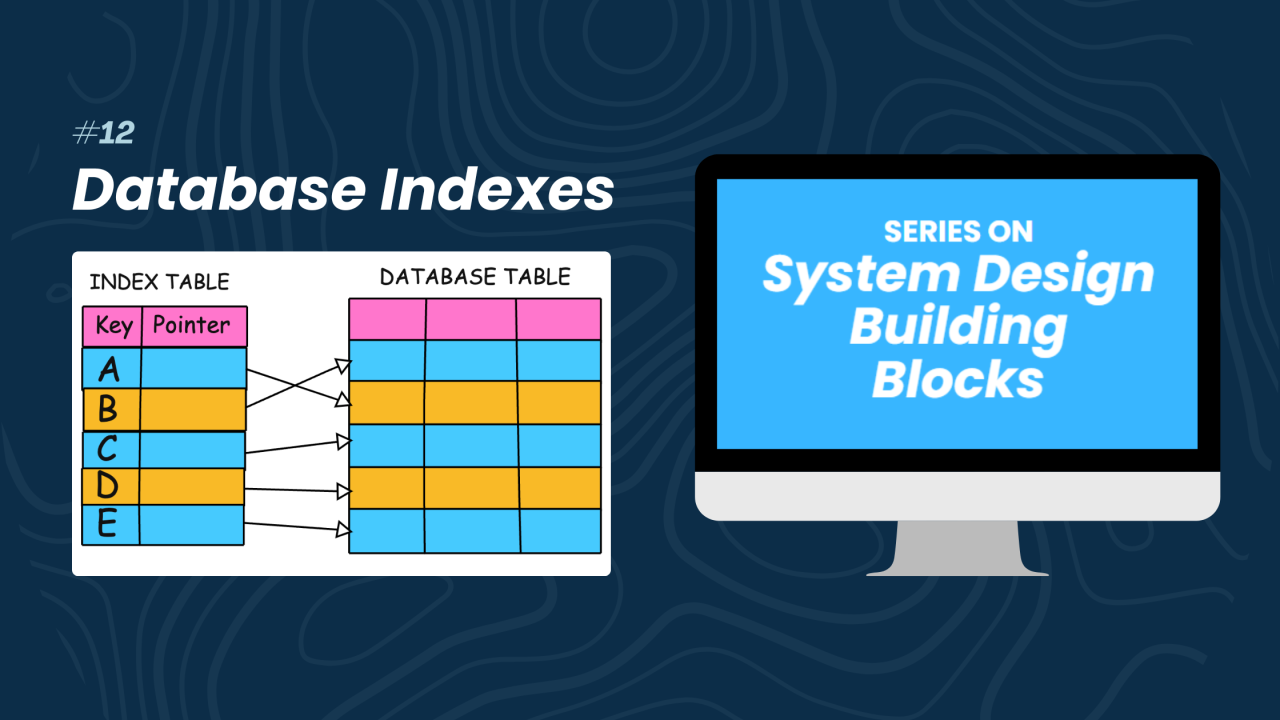 #12
Database Indexes
INDEX TABLE
Key Pointer
A
B
C
D
E
DATABASE TABLE
SERIES ON
System Design
Building
Blocks